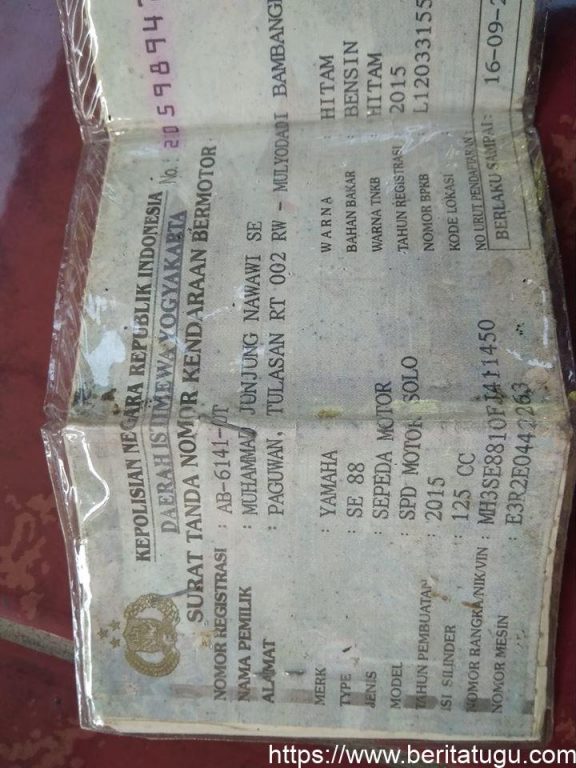 KEPOLISIAN NEGARA REPUBLIK INDONESIA
DAERAH ISTIMEWA YOGYAKARTA
No.: 20598947
SURAT TANDA NOMOR KENDARAAN BERMOTOR
NOMOR REGISTRASI : AB-6141-OT
NAMA PEMILIK : MUHAMMAD JUNJUNG NAWAWI SE
ALAMAT : PAGUWAN, TULASAN RT 002 RW - MULYODADI BAMBANG
MERK : YAMAHA
TYPE : SE 88
JENIS : SEPEDA MOTOR
MODEL : SPD MOTOR SOLO
TAHUN PEMBUATAN : 2015
ISI SILINDER : 125 CC
NOMOR RANGKA/NIK/VIN : MH3SE8810FJ411450
NOMOR MESIN : E3R2E0442263
WARNA : HITAM
BAHAN BAKAR : BENSIN
WARNA TNKB : HITAM
TAHUN REGISTRASI : 2015
NOMOR BPKB : L12033155
KODE LOKASI :
NO URUT PENDAFTARAN :
BERLAKU SAMPAI : 16-09-2
https://www.beritatugu.com